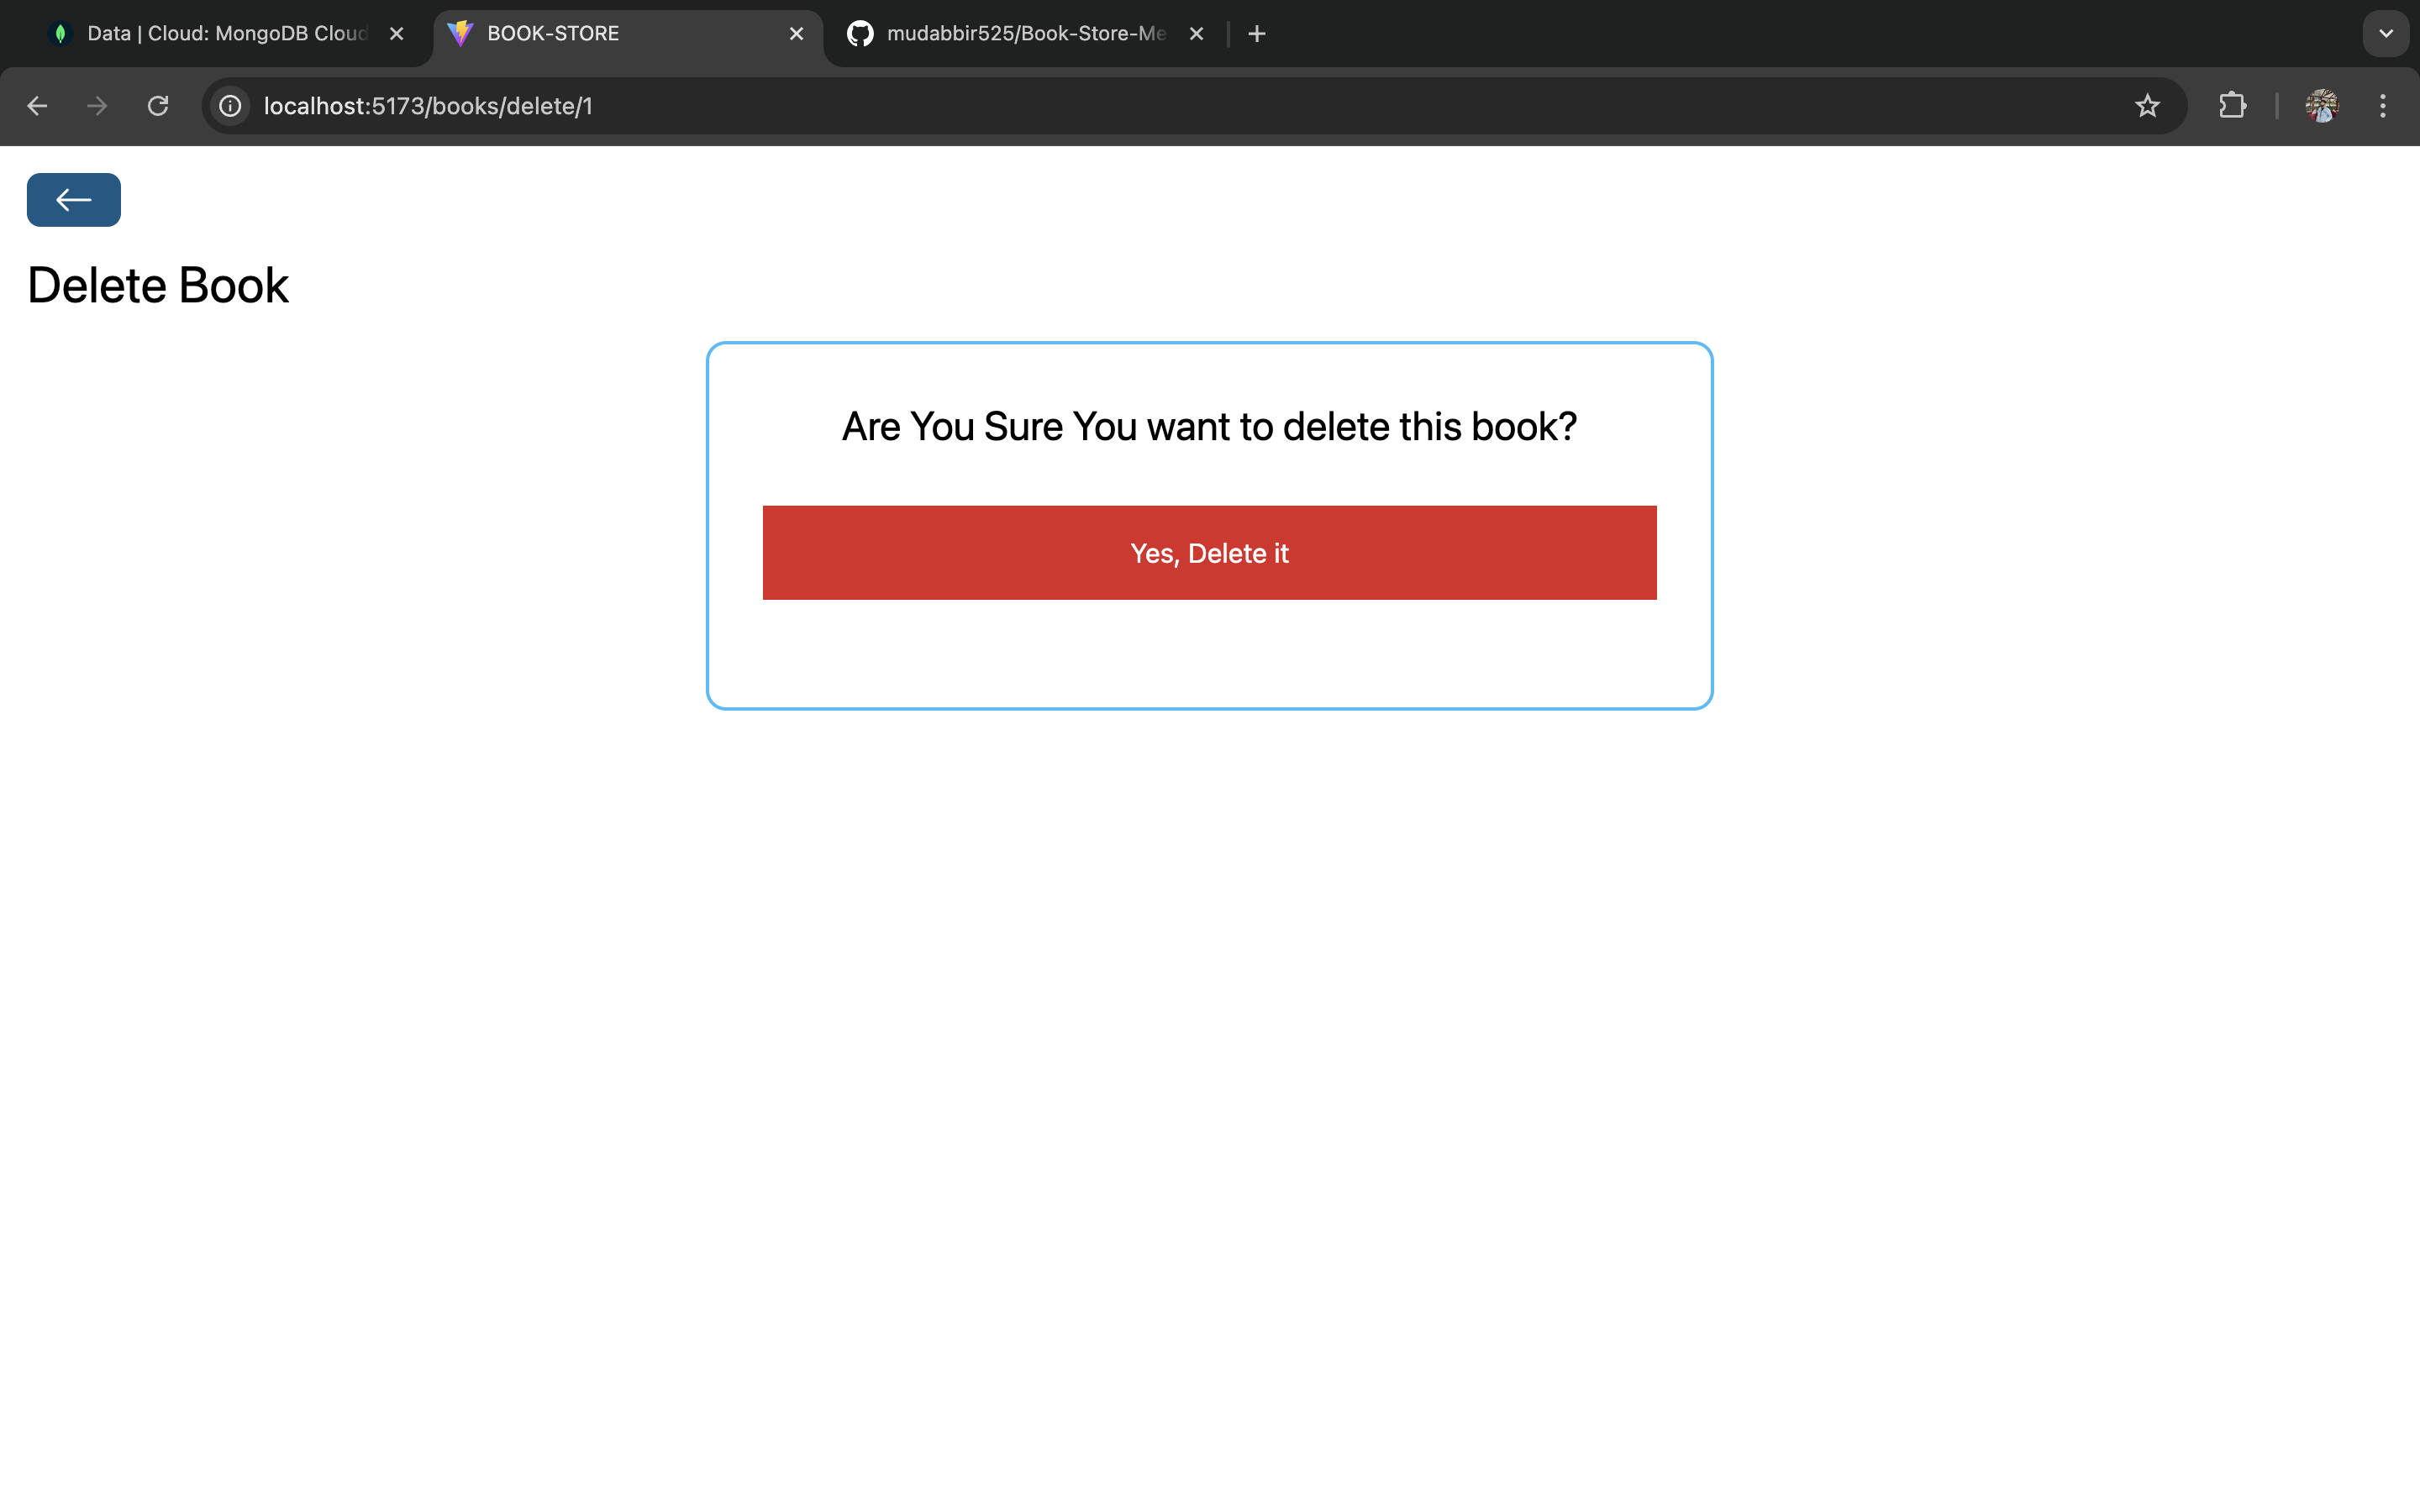 Data | Cloud: MongoDB Cloud
BOOK-STORE
mudabbir525/Book-Store-Me
localhost:5173/books/delete/1
Delete Book
Are You Sure You want to delete this book?
Yes, Delete it